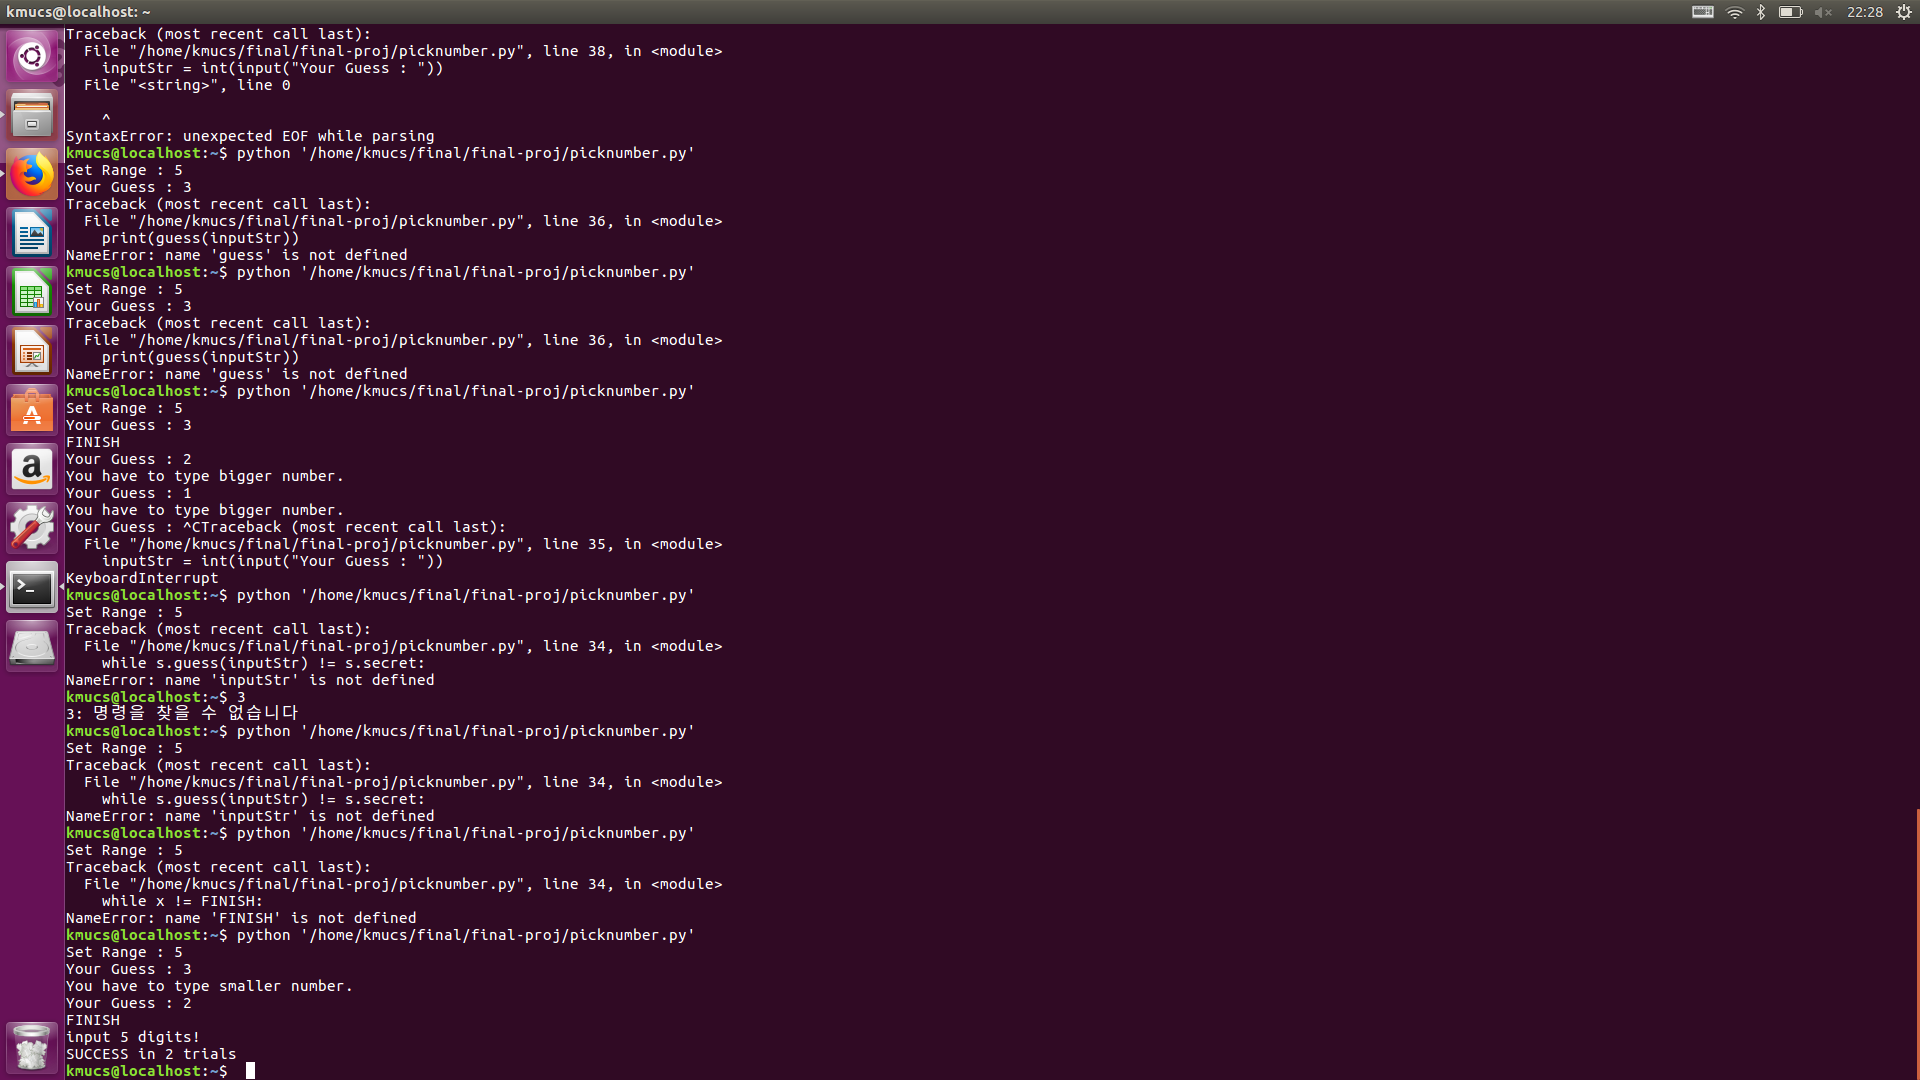 kmucs@localhost: ~
22:28
Traceback (most recent call last):
  File "/home/kmucs/final/final-proj/picknumber.py", line 38, in <module>
    inputStr = int(input("Your Guess : "))
  File "<string>", line 0
    ^
SyntaxError: unexpected EOF while parsing
kmucs@localhost:~$ python '/home/kmucs/final/final-proj/picknumber.py'
Set Range : 5
Your Guess : 3
Traceback (most recent call last):
  File "/home/kmucs/final/final-proj/picknumber.py", line 36, in <module>
    print(guess(inputStr))
NameError: name 'guess' is not defined
kmucs@localhost:~$ python '/home/kmucs/final/final-proj/picknumber.py'
Set Range : 5
Your Guess : 3
Traceback (most recent call last):
  File "/home/kmucs/final/final-proj/picknumber.py", line 36, in <module>
    print(guess(inputStr))
NameError: name 'guess' is not defined
kmucs@localhost:~$ python '/home/kmucs/final/final-proj/picknumber.py'
Set Range : 5
Your Guess : 3
FINISH
Your Guess : 2
You have to type bigger number.
Your Guess : 1
You have to type bigger number.
Your Guess : ^CTraceback (most recent call last):
  File "/home/kmucs/final/final-proj/picknumber.py", line 35, in <module>
    inputStr = int(input("Your Guess : "))
KeyboardInterrupt
kmucs@localhost:~$ python '/home/kmucs/final/final-proj/picknumber.py'
Set Range : 5
Traceback (most recent call last):
  File "/home/kmucs/final/final-proj/picknumber.py", line 34, in <module>
    while s.guess(inputStr) != s.secret:
NameError: name 'inputStr' is not defined
kmucs@localhost:~$ 3
3: 명령을 찾을 수 없습니다
kmucs@localhost:~$ python '/home/kmucs/final/final-proj/picknumber.py'
Set Range : 5
Traceback (most recent call last):
  File "/home/kmucs/final/final-proj/picknumber.py", line 34, in <module>
    while s.guess(inputStr) != s.secret:
NameError: name 'inputStr' is not defined
kmucs@localhost:~$ python '/home/kmucs/final/final-proj/picknumber.py'
Set Range : 5
Traceback (most recent call last):
  File "/home/kmucs/final/final-proj/picknumber.py", line 34, in <module>
    while x != FINISH:
NameError: name 'FINISH' is not defined
kmucs@localhost:~$ python '/home/kmucs/final/final-proj/picknumber.py'
Set Range : 5
Your Guess : 3
You have to type smaller number.
Your Guess : 2
FINISH
input 5 digits!
SUCCESS in 2 trials
kmucs@localhost:~$